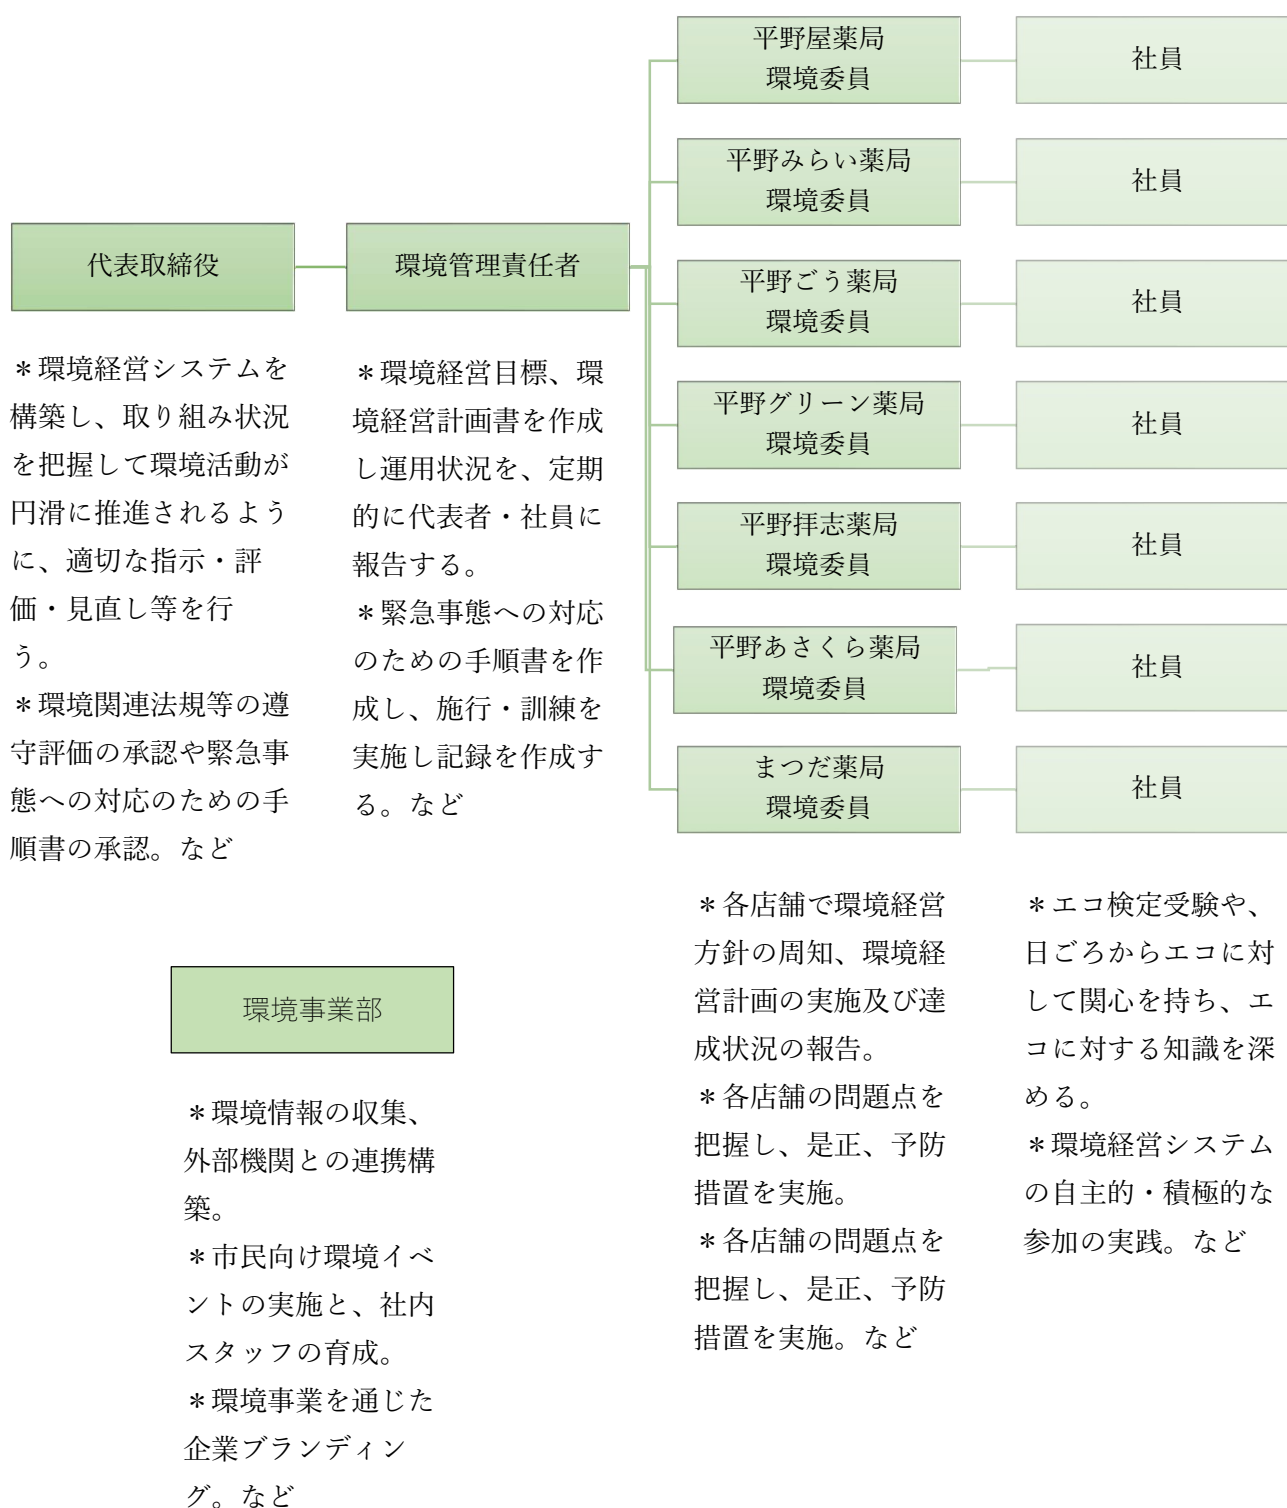 代表取締役
＊環境経営システムを
構築し、取り組み状況
を把握して環境活動が
円滑に推進されるよう
に、適切な指示・評
価・見直し等を行
う。
＊環境関連法規等の遵
守評価の承認や緊急事
態への対応のための手
順書の承認。など
環境管理責任者
＊環境経営目標、環
境経営計画書を作成
し運用状況を、定期
的に代表者・社員に
報告する。
＊緊急事態への対応
のための手順書を作
成し、施行・訓練を
実施し記録を作成す
る。など
平野屋薬局
環境委員
社員
平野みらい薬局
環境委員
社員
平野ごう薬局
環境委員
社員
平野グリーン薬局
環境委員
社員
平野拝志薬局
環境委員
社員
平野あさくら薬局
環境委員
社員
まつだ薬局
環境委員
社員
＊各店舗で環境経営
方針の周知、環境経
営計画の実施及び達
成状況の報告。
＊各店舗の問題点を
把握し、是正、予防
措置を実施。
＊各店舗の問題点を
把握し、是正、予防
措置を実施。など
＊エコ検定受験や、
日ごろからエコに対
して関心を持ち、エ
コに対する知識を深
める。
＊環境経営システム
の自主的・積極的な
参加の実践。など
環境事業部
＊環境情報の収集、
外部機関との連携構
築。
＊市民向け環境イベ
ントの実施と、社内
スタッフの育成。
＊環境事業を通じた
企業ブランディン
グ。など